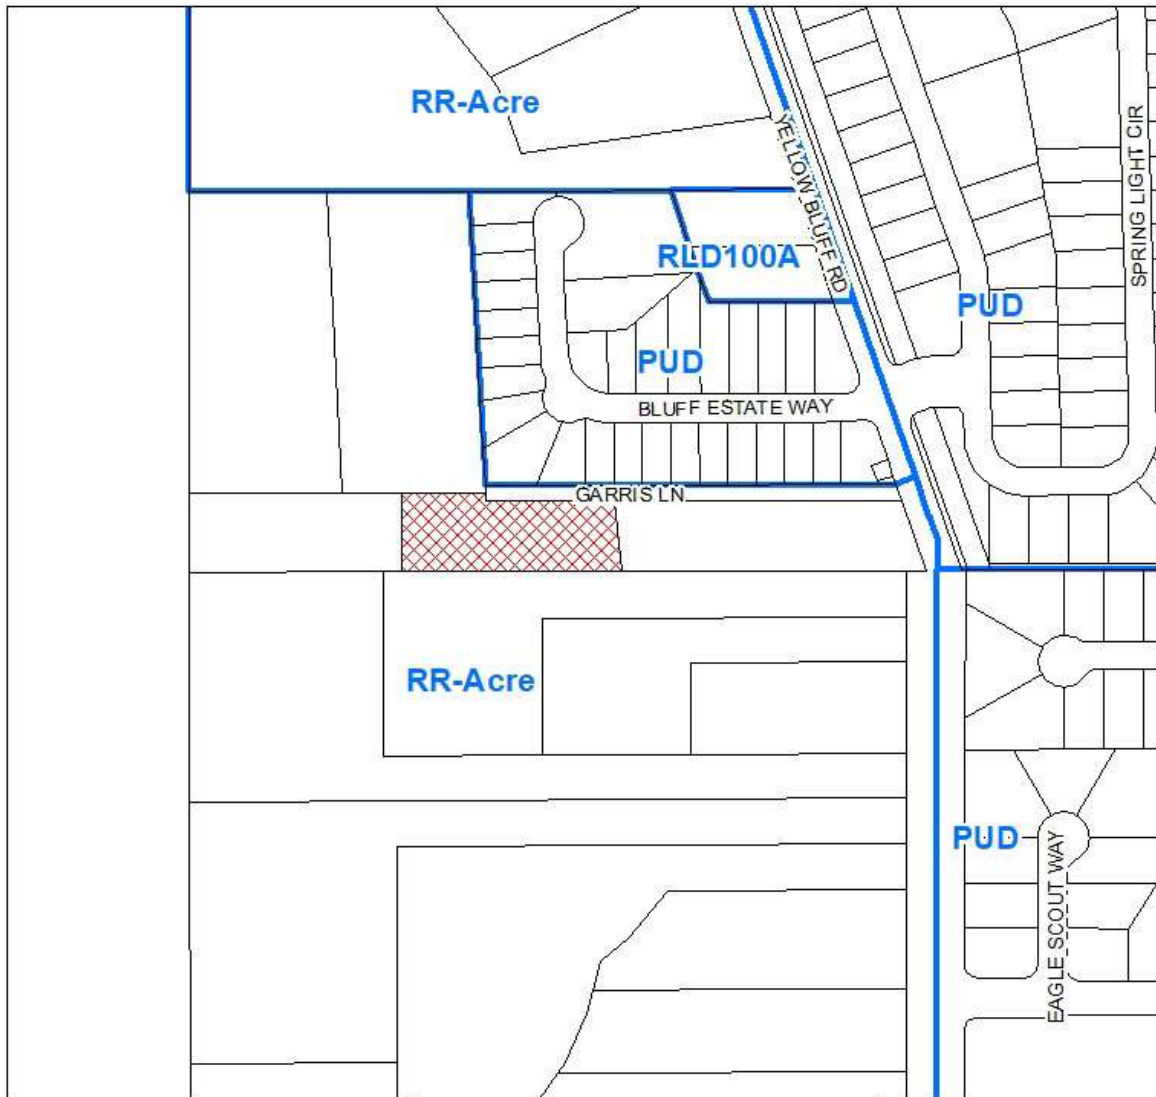 RR-Acre
YELLOW BLUFF RD
SPRING LIGHT CIR
RLD100A
PUD
PUD
BLUFF ESTATE WAY
GARRIS LN
RR-Acre
PUD
EAGLE SCOUT WAY